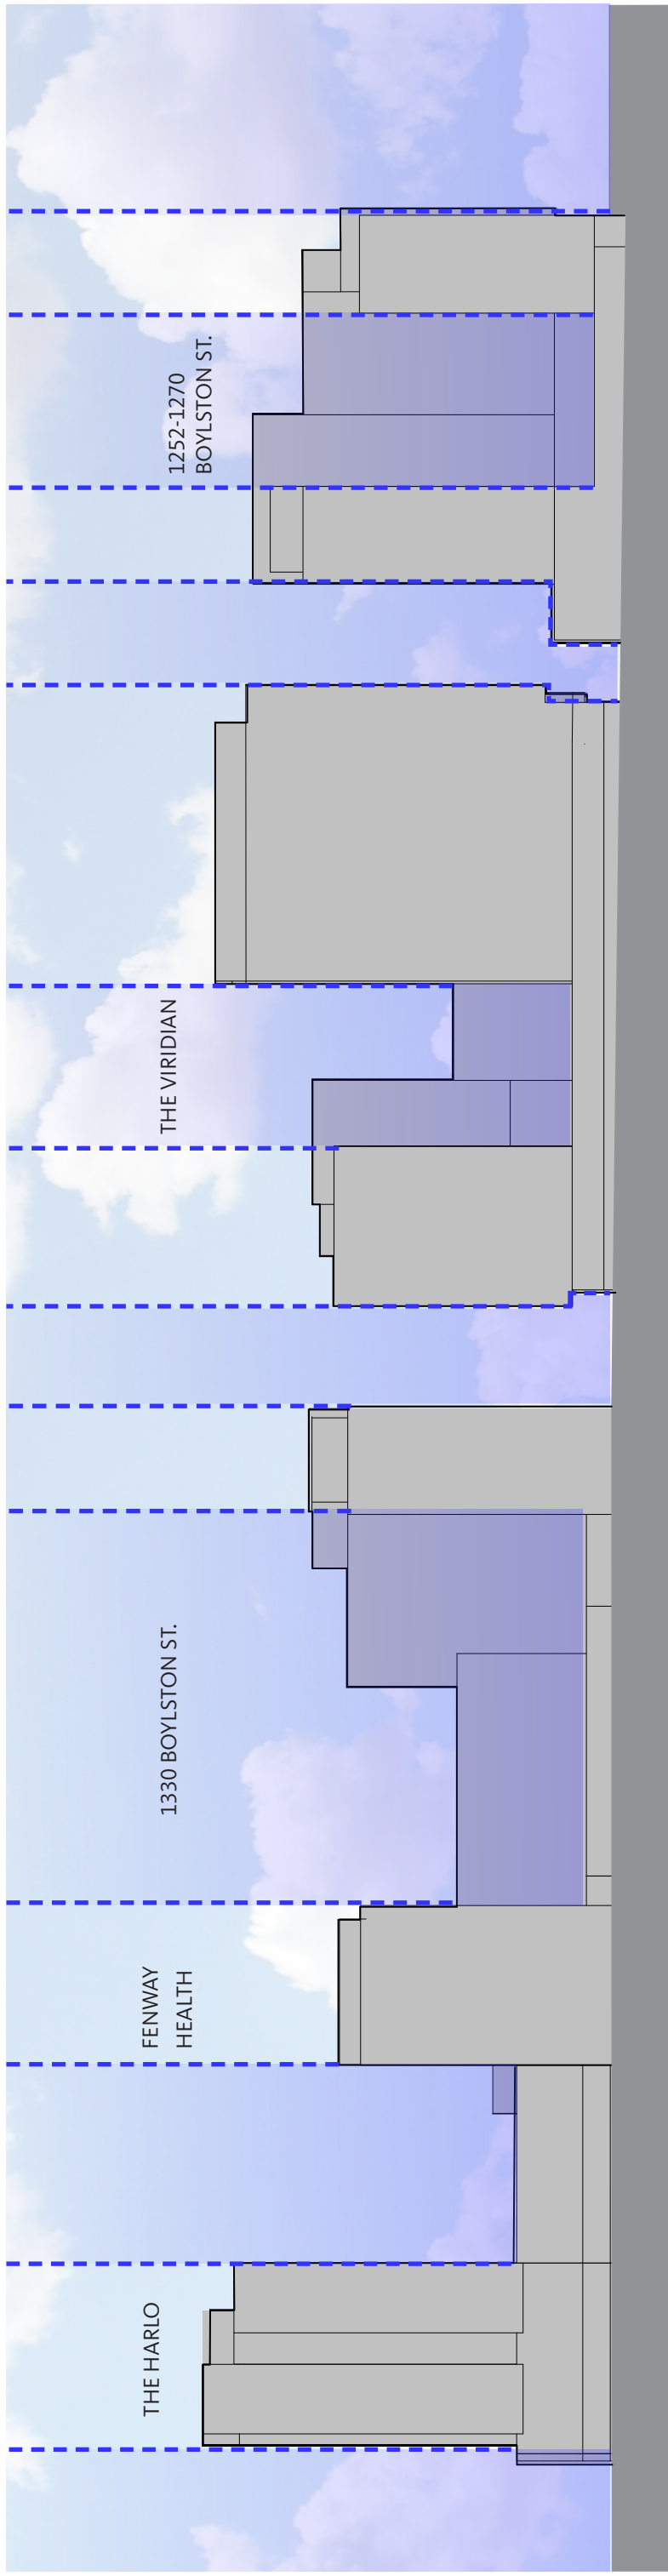 THE HARLO
FENWAY
HEALTH
1330 BOYLSTON ST.
THE VIRIDIAN
1252-1270
BOYLSTON ST.